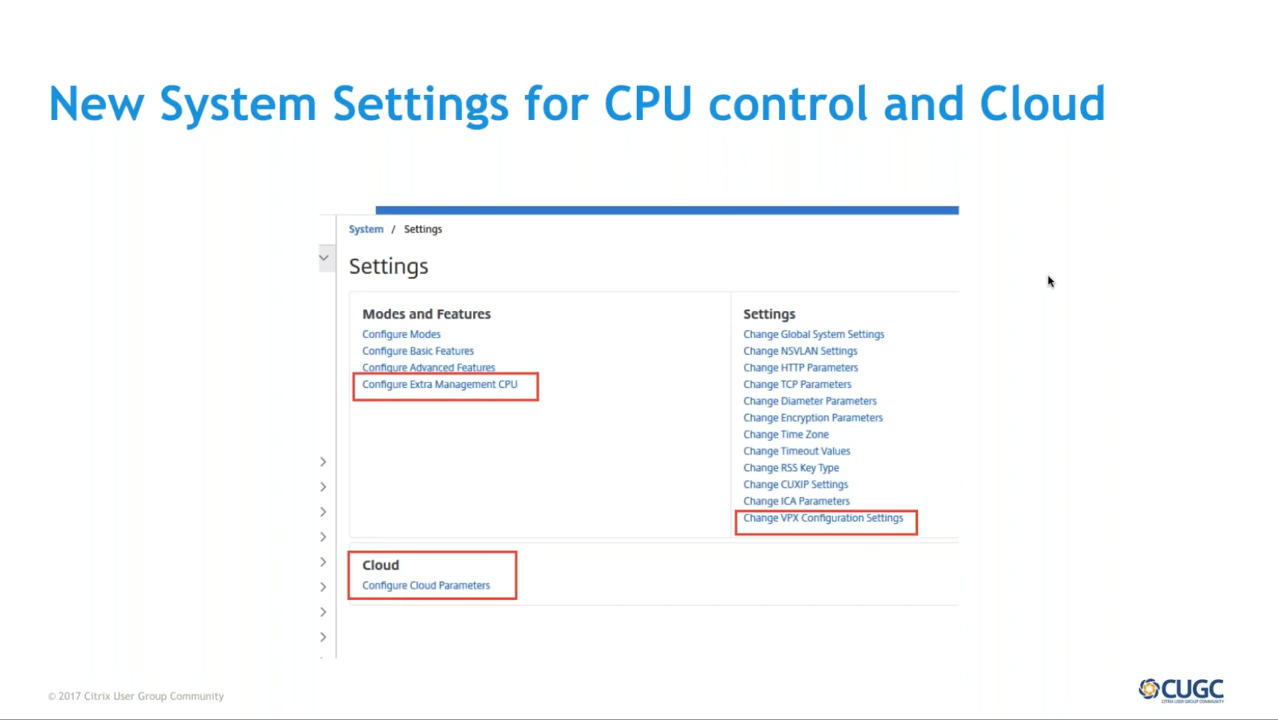 New System Settings for CPU control and Cloud
System / Settings
Settings
Modes and Features
Configure Modes
Configure Basic Features
Configure Advanced Features
Configure Extra Management CPU
Settings
Change Global System Settings
Change NSVLAN Settings
Change HTTP Parameters
Change TCP Parameters
Change Diameter Parameters
Change Encryption Parameters
Change Time Zone
Change Timeout Values
Change RSS Key Type
Change CUXIP Settings
Change ICA Parameters
Change VPX Configuration Settings
Cloud
Configure Cloud Parameters
© 2017 Citrix User Group Community
CUGC
CITRIX USER GROUP COMMUNITY